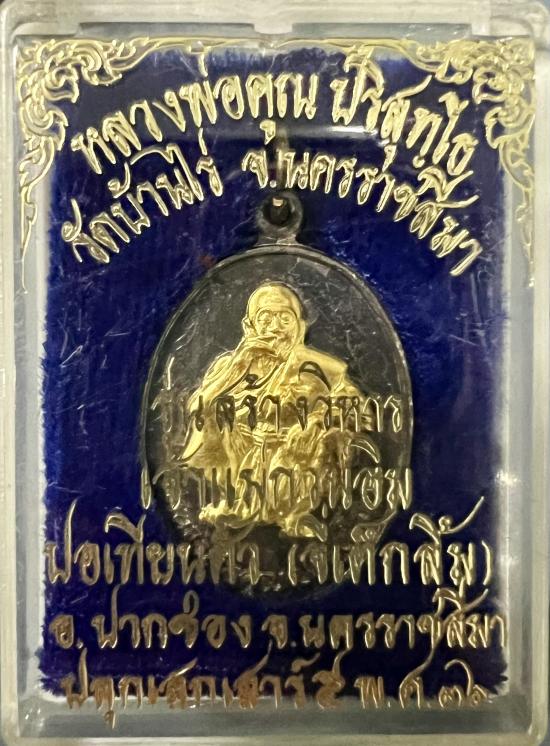 หลวงพ่อคูณ ปริสุทฺโธ
วัดบ้านไร่ จ.นครราชสีมา
รุ่นสร้างวิหาร
เจ้าแม่กวนอิม
ปอเทียนตัว (จีเต็กลิ้ม)
อ.ปากช่อง จ.นครราชสีมา
ปลุกเสกเสาร์๕ พ.ศ.๓๖